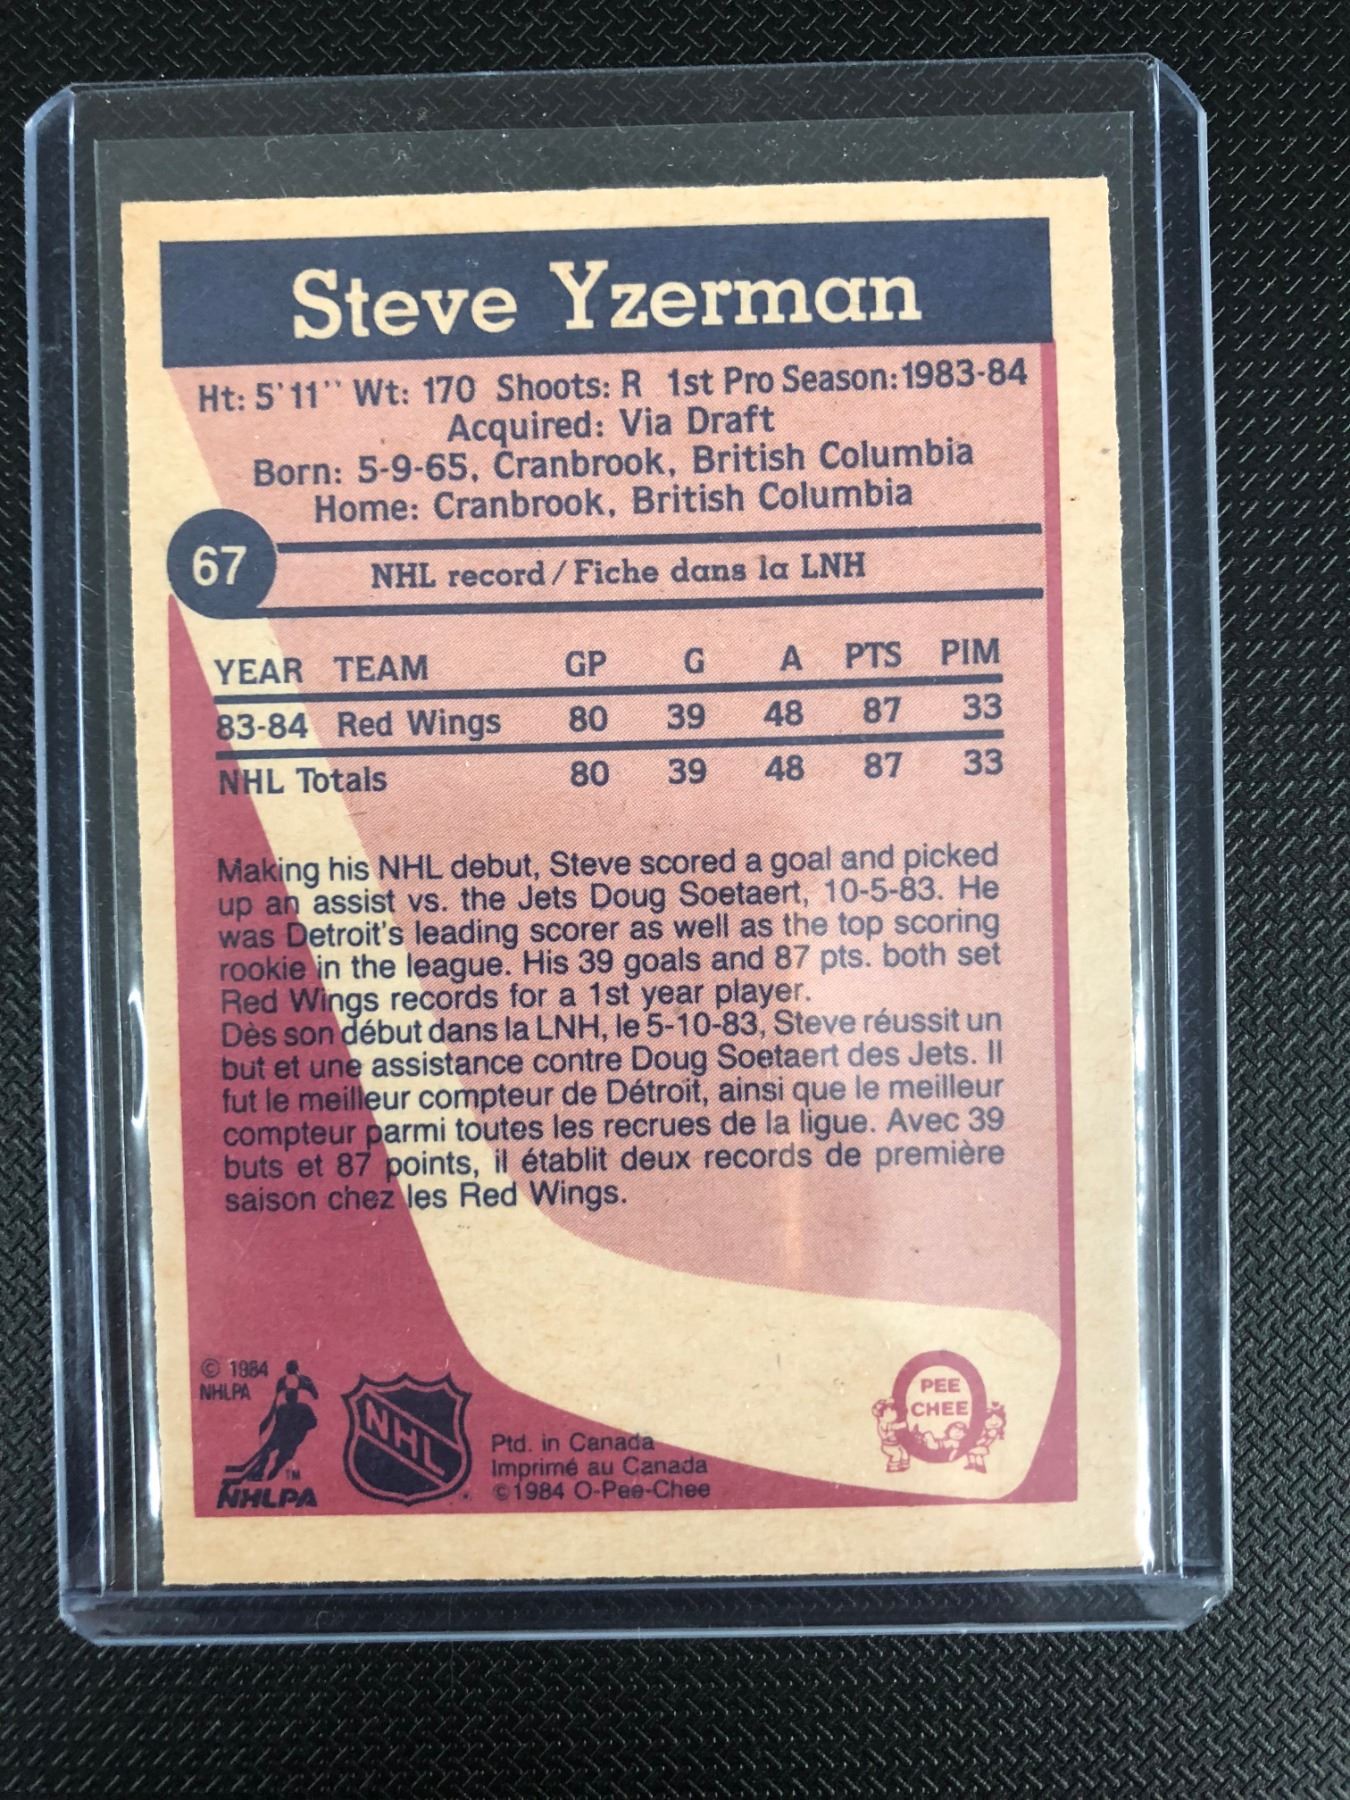 Steve Yzerman
Ht: 5'11'' Wt: 170 Shoots: R 1st Pro Season: 1983-84
Acquired: Via Draft
Born: 5-9-65, Cranbrook, British Columbia
Home: Cranbrook, British Columbia
67
NHL record / Fiche dans la LNH
YEAR TEAM GP G A PTS PIM
83-84 Red Wings 80 39 48 87 33
NHL Totals 80 39 48 87 33
Making his NHL debut, Steve scored a goal and picked
up an assist vs. the Jets Doug Soetaert, 10-5-83. He
was Detroit's leading scorer as well as the top scoring
rookie in the league. His 39 goals and 87 pts. both set
Red Wings records for a 1st year player.
Dès son début dans la LNH, le 5-10-83, Steve réussit un
but et une assistance contre Doug Soetaert des Jets. Il
fut le meilleur compteur de Détroit, ainsi que le meilleur
compteur parmi toutes les recrues de la ligue. Avec 39
buts et 87 points, il établit deux records de première
saison chez les Red Wings.
© 1984
NHLPA
TM
NHLPA
NHL
Ptd. in Canada
Imprimé au Canada
©1984 O-Pee-Chee
O
PEE
CHEE